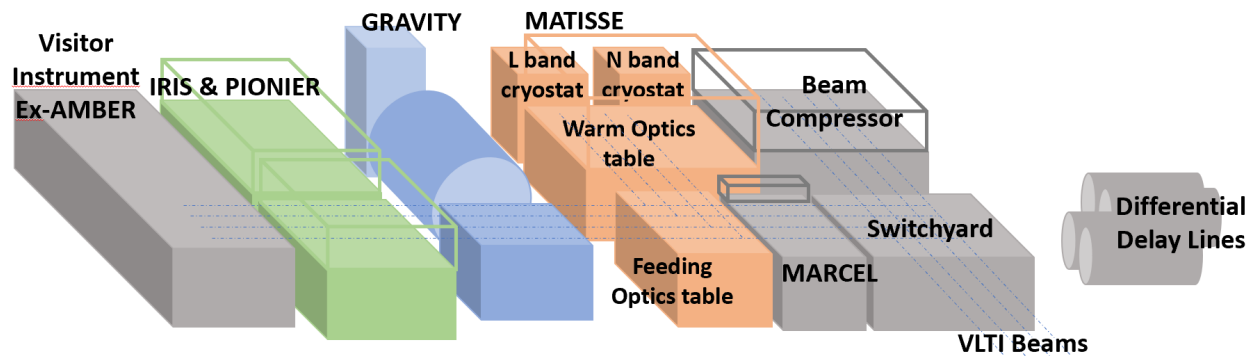 GRAVITY
MATISSE
Visitor
Instrument
Ex-AMBER
IRIS & PIONIER
L band
cryostat
N band
cryostat
Beam
Compressor
Warm Optics
table
Differential
Delay Lines
Switchyard
Feeding
Optics table
MARCEL
VLTI Beams